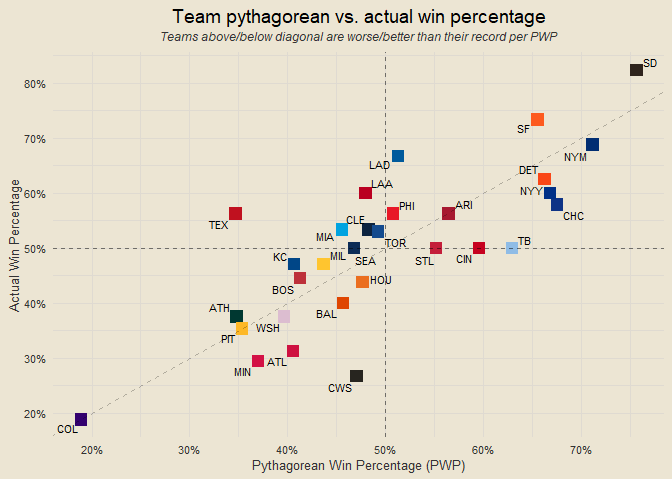 Team pythagorean vs. actual win percentage
Teams above/below diagonal are worse/better than their record per PWP
Actual Win Percentage
80%
70%
60%
50%
40%
30%
20%
SD
SF
NYM
LAD
DET
LAA
NYY
CHC
TEX
PHI
ARI
CLE
MIA
TOR
TB
KC
MIL
SEA
STL
CIN
BOS
HOU
ATH
BAL
WSH
PIT
ATL
MIN
CWS
COL
20%
30%
40%
50%
60%
70%
Pythagorean Win Percentage (PWP)